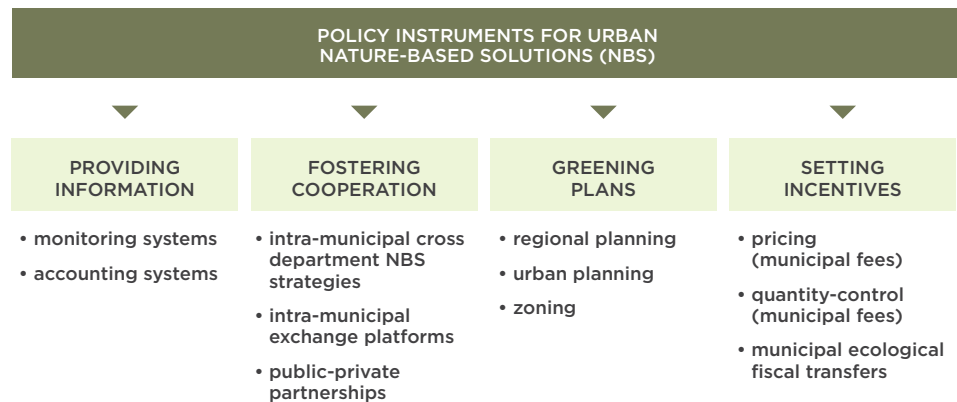 POLICY INSTRUMENTS FOR URBAN
NATURE-BASED SOLUTIONS (NBS)
PROVIDING
INFORMATION
• monitoring systems
• accounting systems
FOSTERING
COOPERATION
• intra-municipal cross
department NBS
strategies
• intra-municipal
exchange platforms
• public-private
partnerships
GREENING
PLANS
• regional planning
• urban planning
• zoning
SETTING
INCENTIVES
• pricing
(municipal fees)
• quantity-control
(municipal fees)
• municipal ecological
fiscal transfers